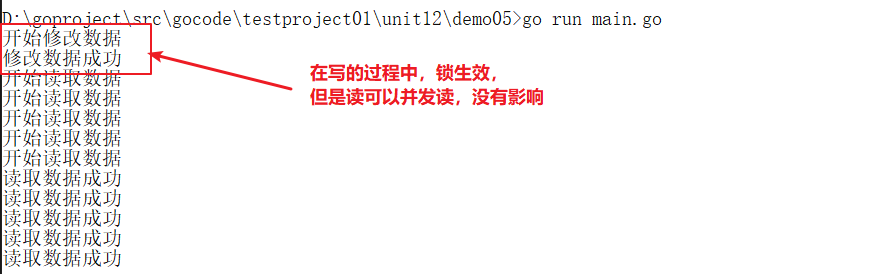 D:\goproject\src\gocode\testproject01\unit12\demo05>go run main.go
开始修改数据
修改数据成功
开始读取数据
开始读取数据
开始读取数据
开始读取数据
开始读取数据
读取数据成功
读取数据成功
读取数据成功
读取数据成功
读取数据成功
在写的过程中，锁生效，
但是读可以并发读，没有影响